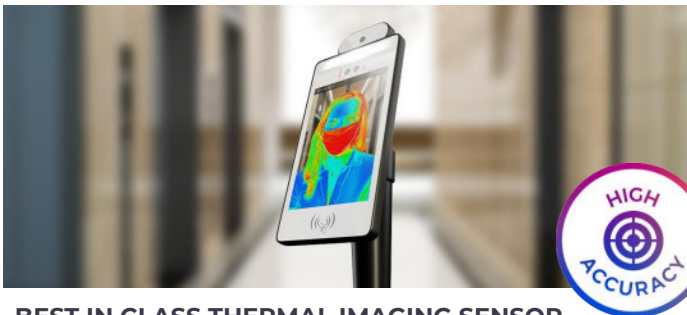 HIGH
ACCURACY
BEST IN CLASS THERMAL IMAGING SENSOR